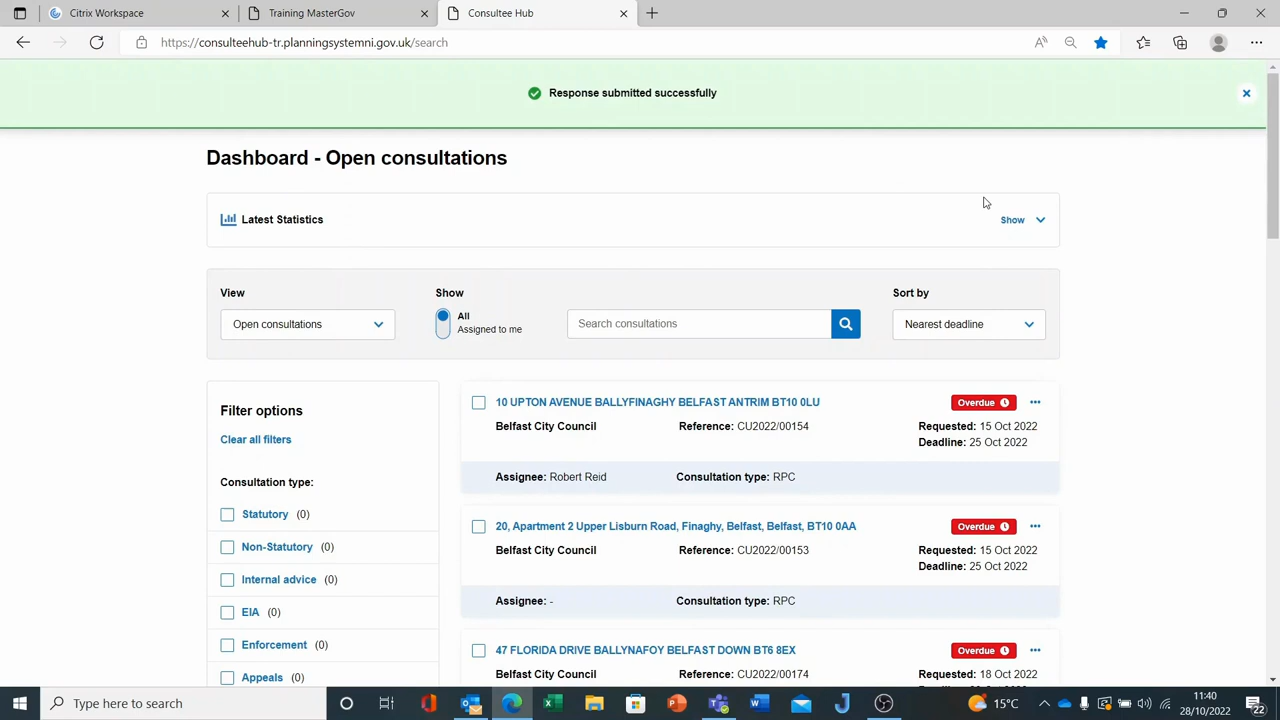 Citrix Workspace
Training MasterGov
Consultee Hub
https://consulteehub-tr.planningsystemni.gov.uk/search
Response submitted successfully
Dashboard - Open consultations
Latest Statistics
Show
View
Show
Sort by
Open consultations
All
Assigned to me
Search consultations
Nearest deadline
Filter options
Clear all filters
Consultation type:
Statutory (0)
Non-Statutory (0)
Internal advice (0)
EIA (0)
Enforcement (0)
Appeals (0)
10 UPTON AVENUE BALLYFINAGHY BELFAST ANTRIM BT10 0LU
Overdue
Belfast City Council
Reference: CU2022/00154
Requested: 15 Oct 2022
Deadline: 25 Oct 2022
Assignee: Robert Reid
Consultation type: RPC
20, Apartment 2 Upper Lisburn Road, Finaghy, Belfast, Belfast, BT10 0AA
Overdue
Belfast City Council
Reference: CU2022/00153
Requested: 15 Oct 2022
Deadline: 25 Oct 2022
Assignee: -
Consultation type: RPC
47 FLORIDA DRIVE BALLYNAFOY BELFAST DOWN BT6 8EX
Overdue
Belfast City Council
Reference: CU2022/00174
Requested: 18 Oct 2022
Type here to search
15°C
11:40
28/10/2022
22